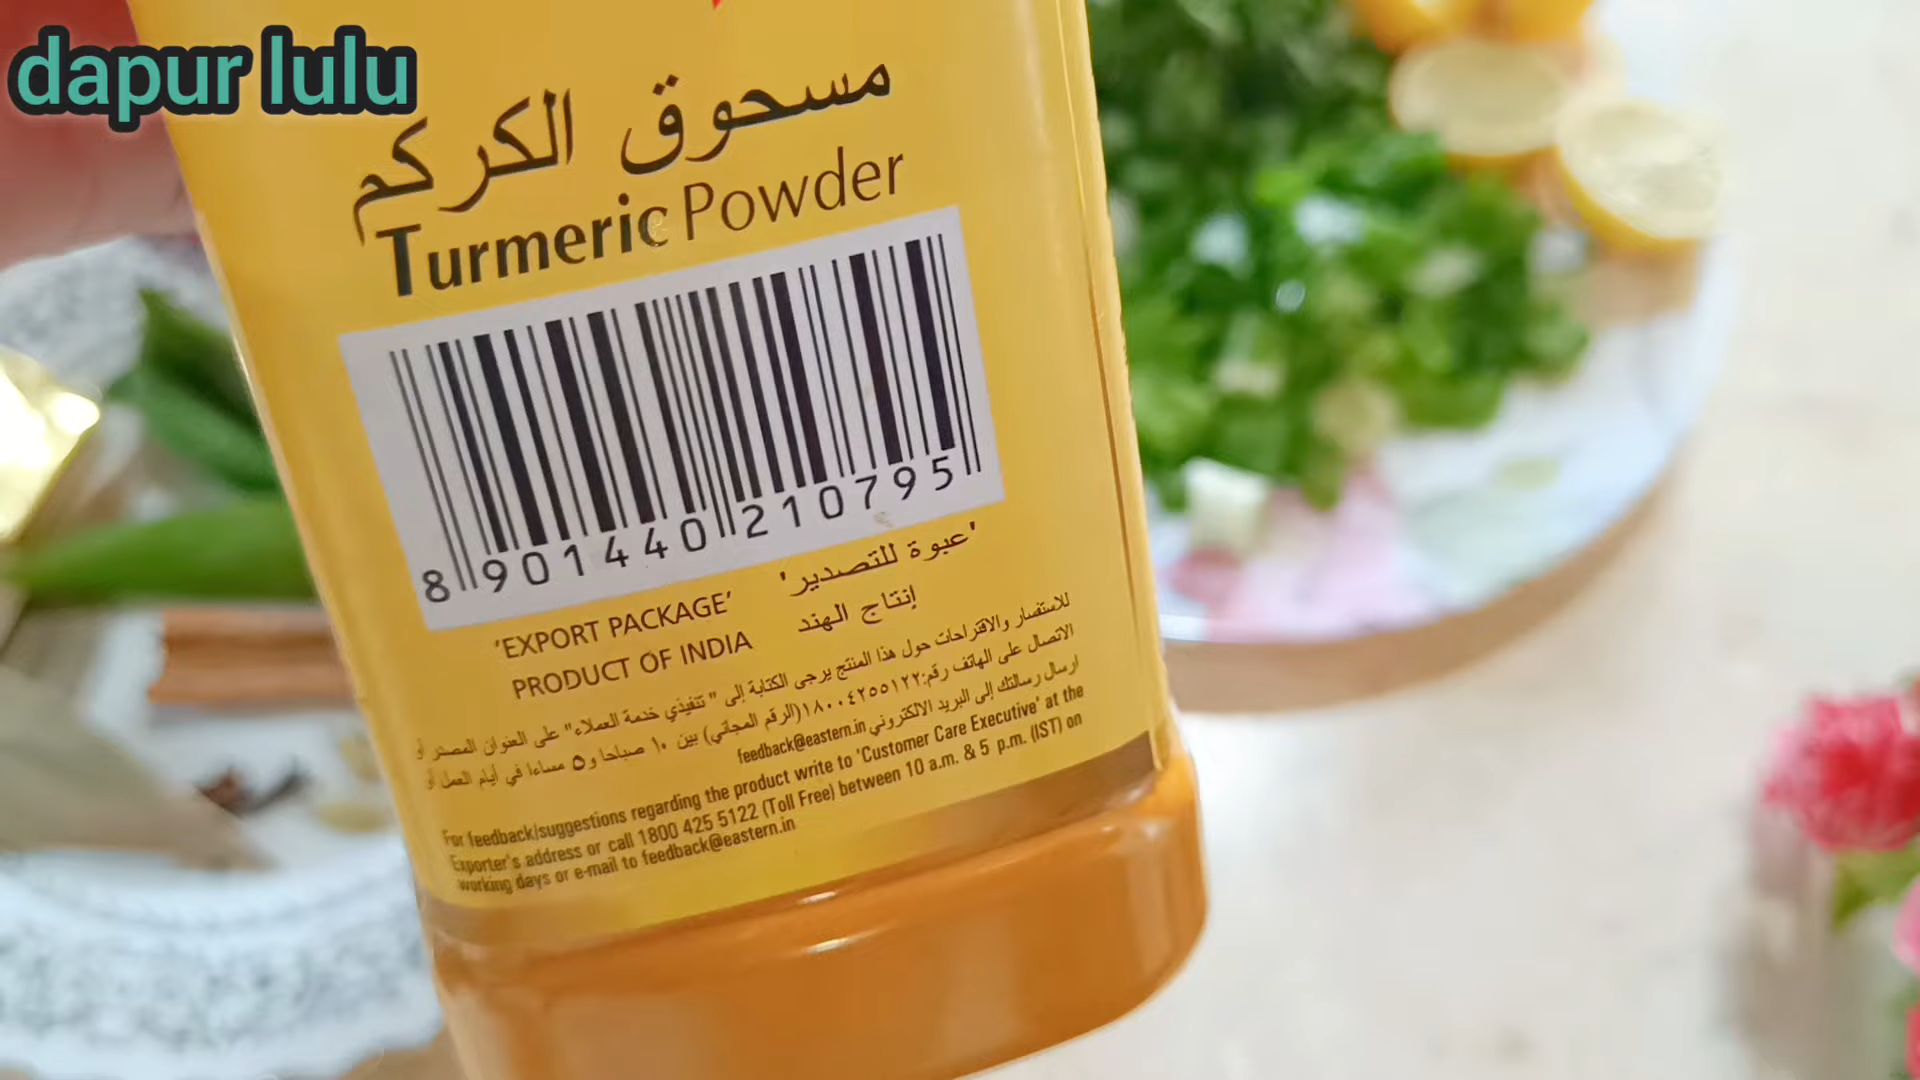 dapur lulu
مسحوق الكركم
Turmeric Powder
8 901440 210795
'عبوة للتصدير'
إنتاج الهند
'EXPORT PACKAGE'
PRODUCT OF INDIA
للاستفسار والاقتراحات حول هذا المنتج يرجى الكتابة إلى " تنفيذي خدمة العملاء" على العنوان المصدر أو
الاتصال على الهاتف رقم:١٨٠٠٤٢٥٥١٢٢(الرقم المجاني) بين ١٠ صباحا و٥ مساءا في أيام العمل أو
ارسال رسالتك إلى البريد الالكتروني feedback@eastern.in
For feedback/suggestions regarding the product write to 'Customer Care Executive' at the
Exporter's address or call 1800 425 5122 (Toll Free) between 10 a.m. & 5 p.m. (IST) on
working days or e-mail to feedback@eastern.in